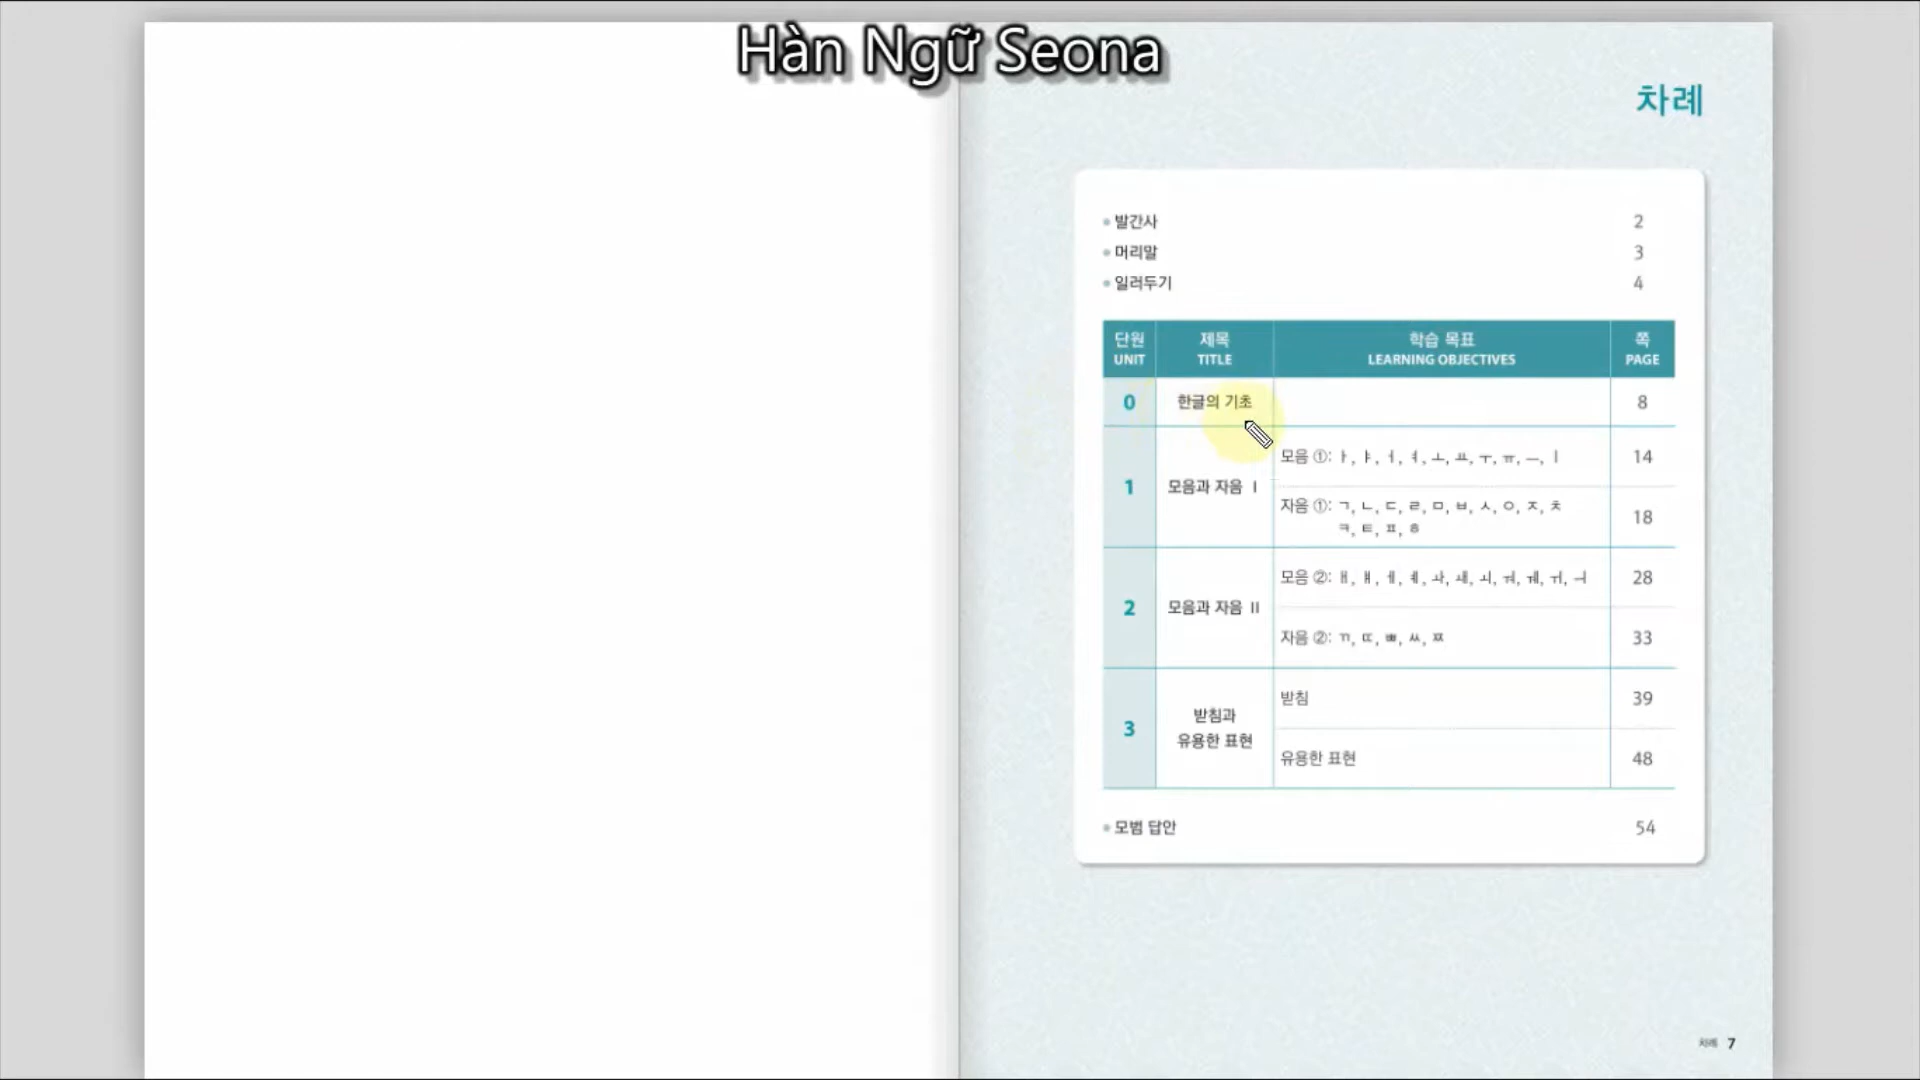 Hàn Ngữ Seona
차례
발간사 2
머리말 3
일러두기 4
단원 제목 학습 목표 쪽
UNIT TITLE LEARNING OBJECTIVES PAGE
0 한글의 기초 8
1 모음과 자음 Ⅰ
모음 ①: ㅏ, ㅑ, ㅓ, ㅕ, ㅗ, ㅛ, ㅜ, ㅠ, ㅡ, ㅣ 14
자음 ①: ㄱ, ㄴ, ㄷ, ㄹ, ㅁ, ㅂ, ㅅ, ㅇ, ㅈ, ㅊ
ㅋ, ㅌ, ㅍ, ㅎ 18
2 모음과 자음 Ⅱ
모음 ②: ㅐ, ㅒ, ㅔ, ㅖ, ㅘ, ㅙ, ㅚ, ㅝ, ㅞ, ㅟ, ㅢ 28
자음 ②: ㄲ, ㄸ, ㅃ, ㅆ, ㅉ 33
3 받침과
유용한 표현
받침 39
유용한 표현 48
모범 답안 54
차례 7